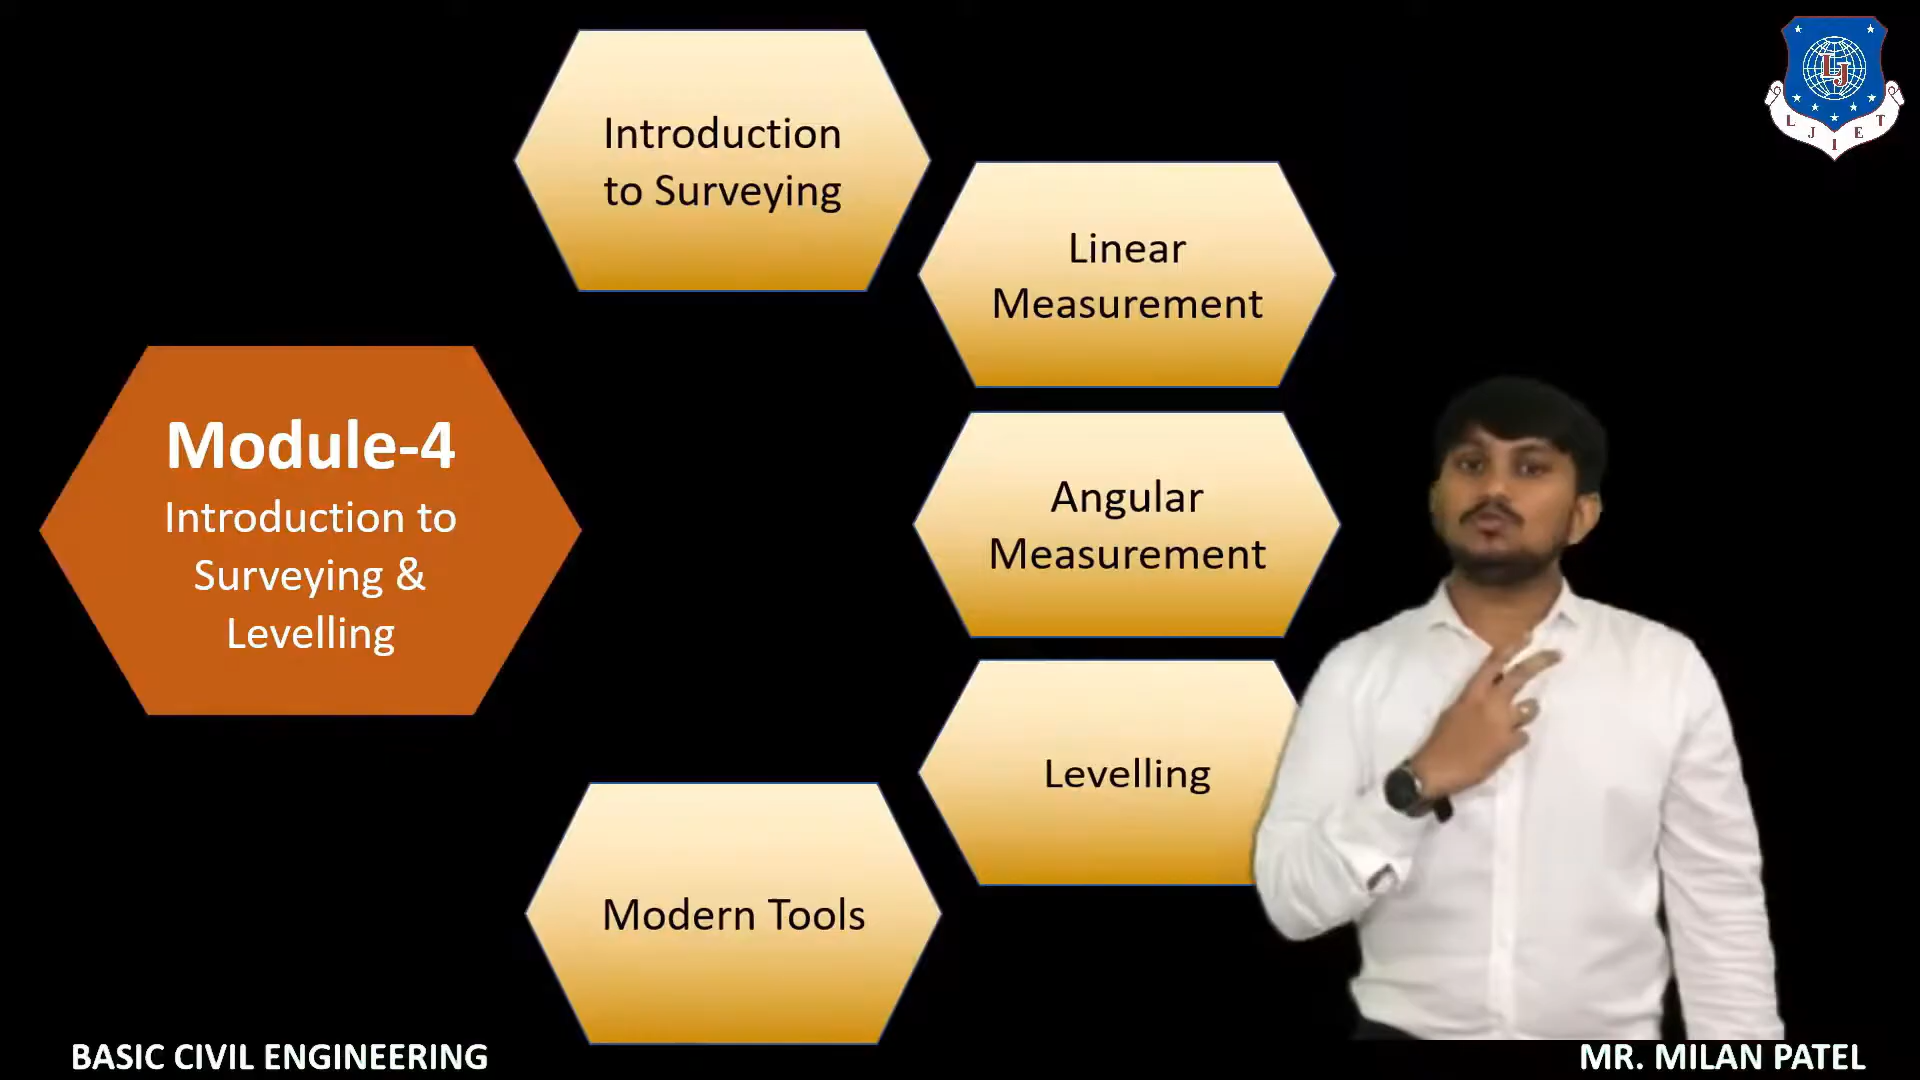 Introduction
to Surveying
Linear
Measurement
Module-4
Introduction to
Surveying &
Levelling
Angular
Measurement
Levelling
Modern Tools
BASIC CIVIL ENGINEERING
MR. MILAN PATEL
LJ
L J I E T